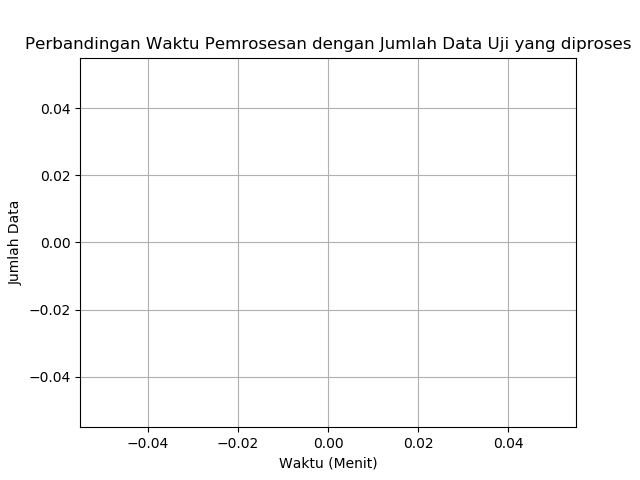 Perbandingan Waktu Pemrosesan dengan Jumlah Data Uji yang diproses
0.04
0.02
0.00
−0.02
−0.04
Jumlah Data
−0.04 −0.02 0.00 0.02 0.04
Waktu (Menit)